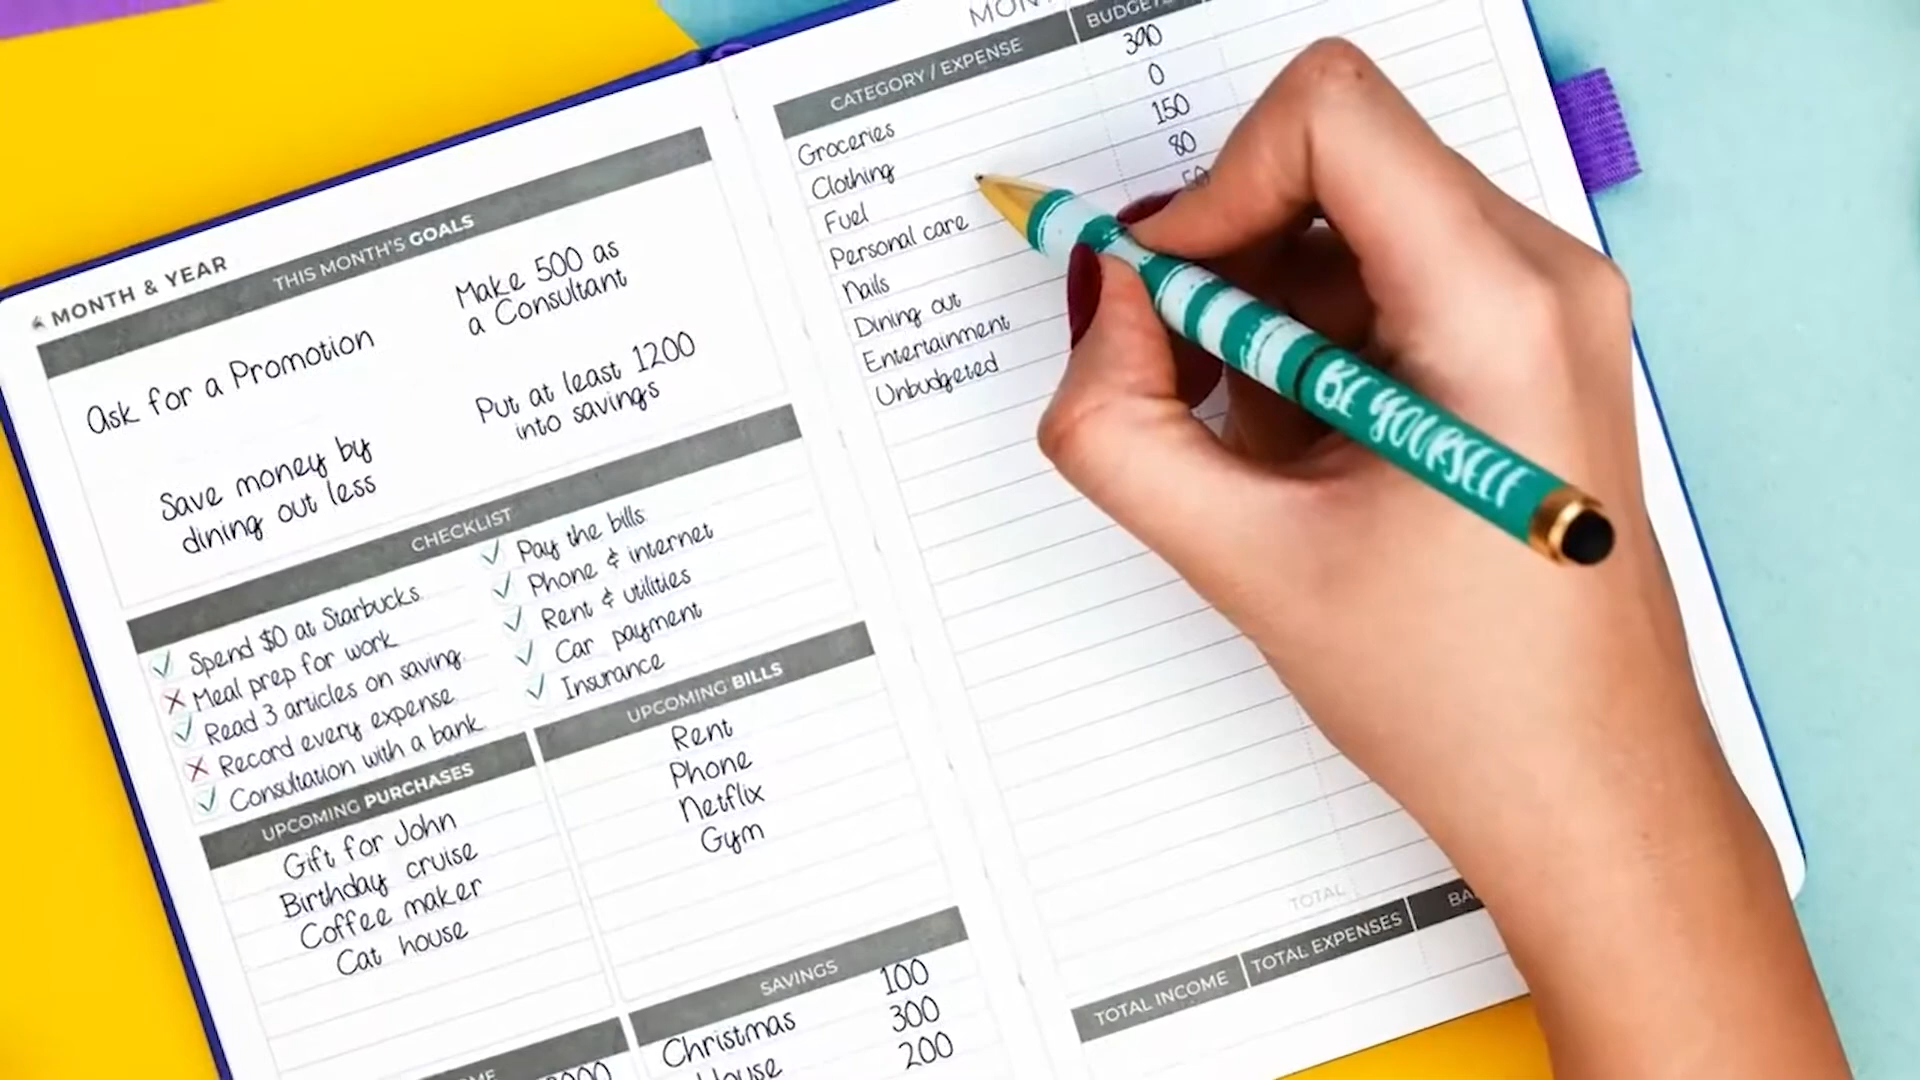 MONTH & YEAR
THIS MONTH'S GOALS
Ask for a Promotion
Make 500 as
a Consultant
Save money by
dining out less
Put at least 1200
into savings
CHECKLIST
✓ Spend $0 at Starbucks
X Meal prep for work
✓ Read 3 articles on saving
X Record every expense
✓ Consultation with a bank
✓ Pay the bills
✓ Phone & internet
✓ Rent & utilities
✓ Car payment
✓ Insurance
UPCOMING PURCHASES
Gift for John
Birthday cruise
Coffee maker
Cat house
UPCOMING BILLS
Rent
Phone
Netflix
Gym
SAVINGS
Christmas 100
House 300
200
CATEGORY / EXPENSE
Groceries 390
Clothing 0
Fuel 150
Personal care 80
Nails 50
Dining out
Entertainment
Unbudgeted
TOTAL
TOTAL INCOME TOTAL EXPENSES
BE YOURSELF